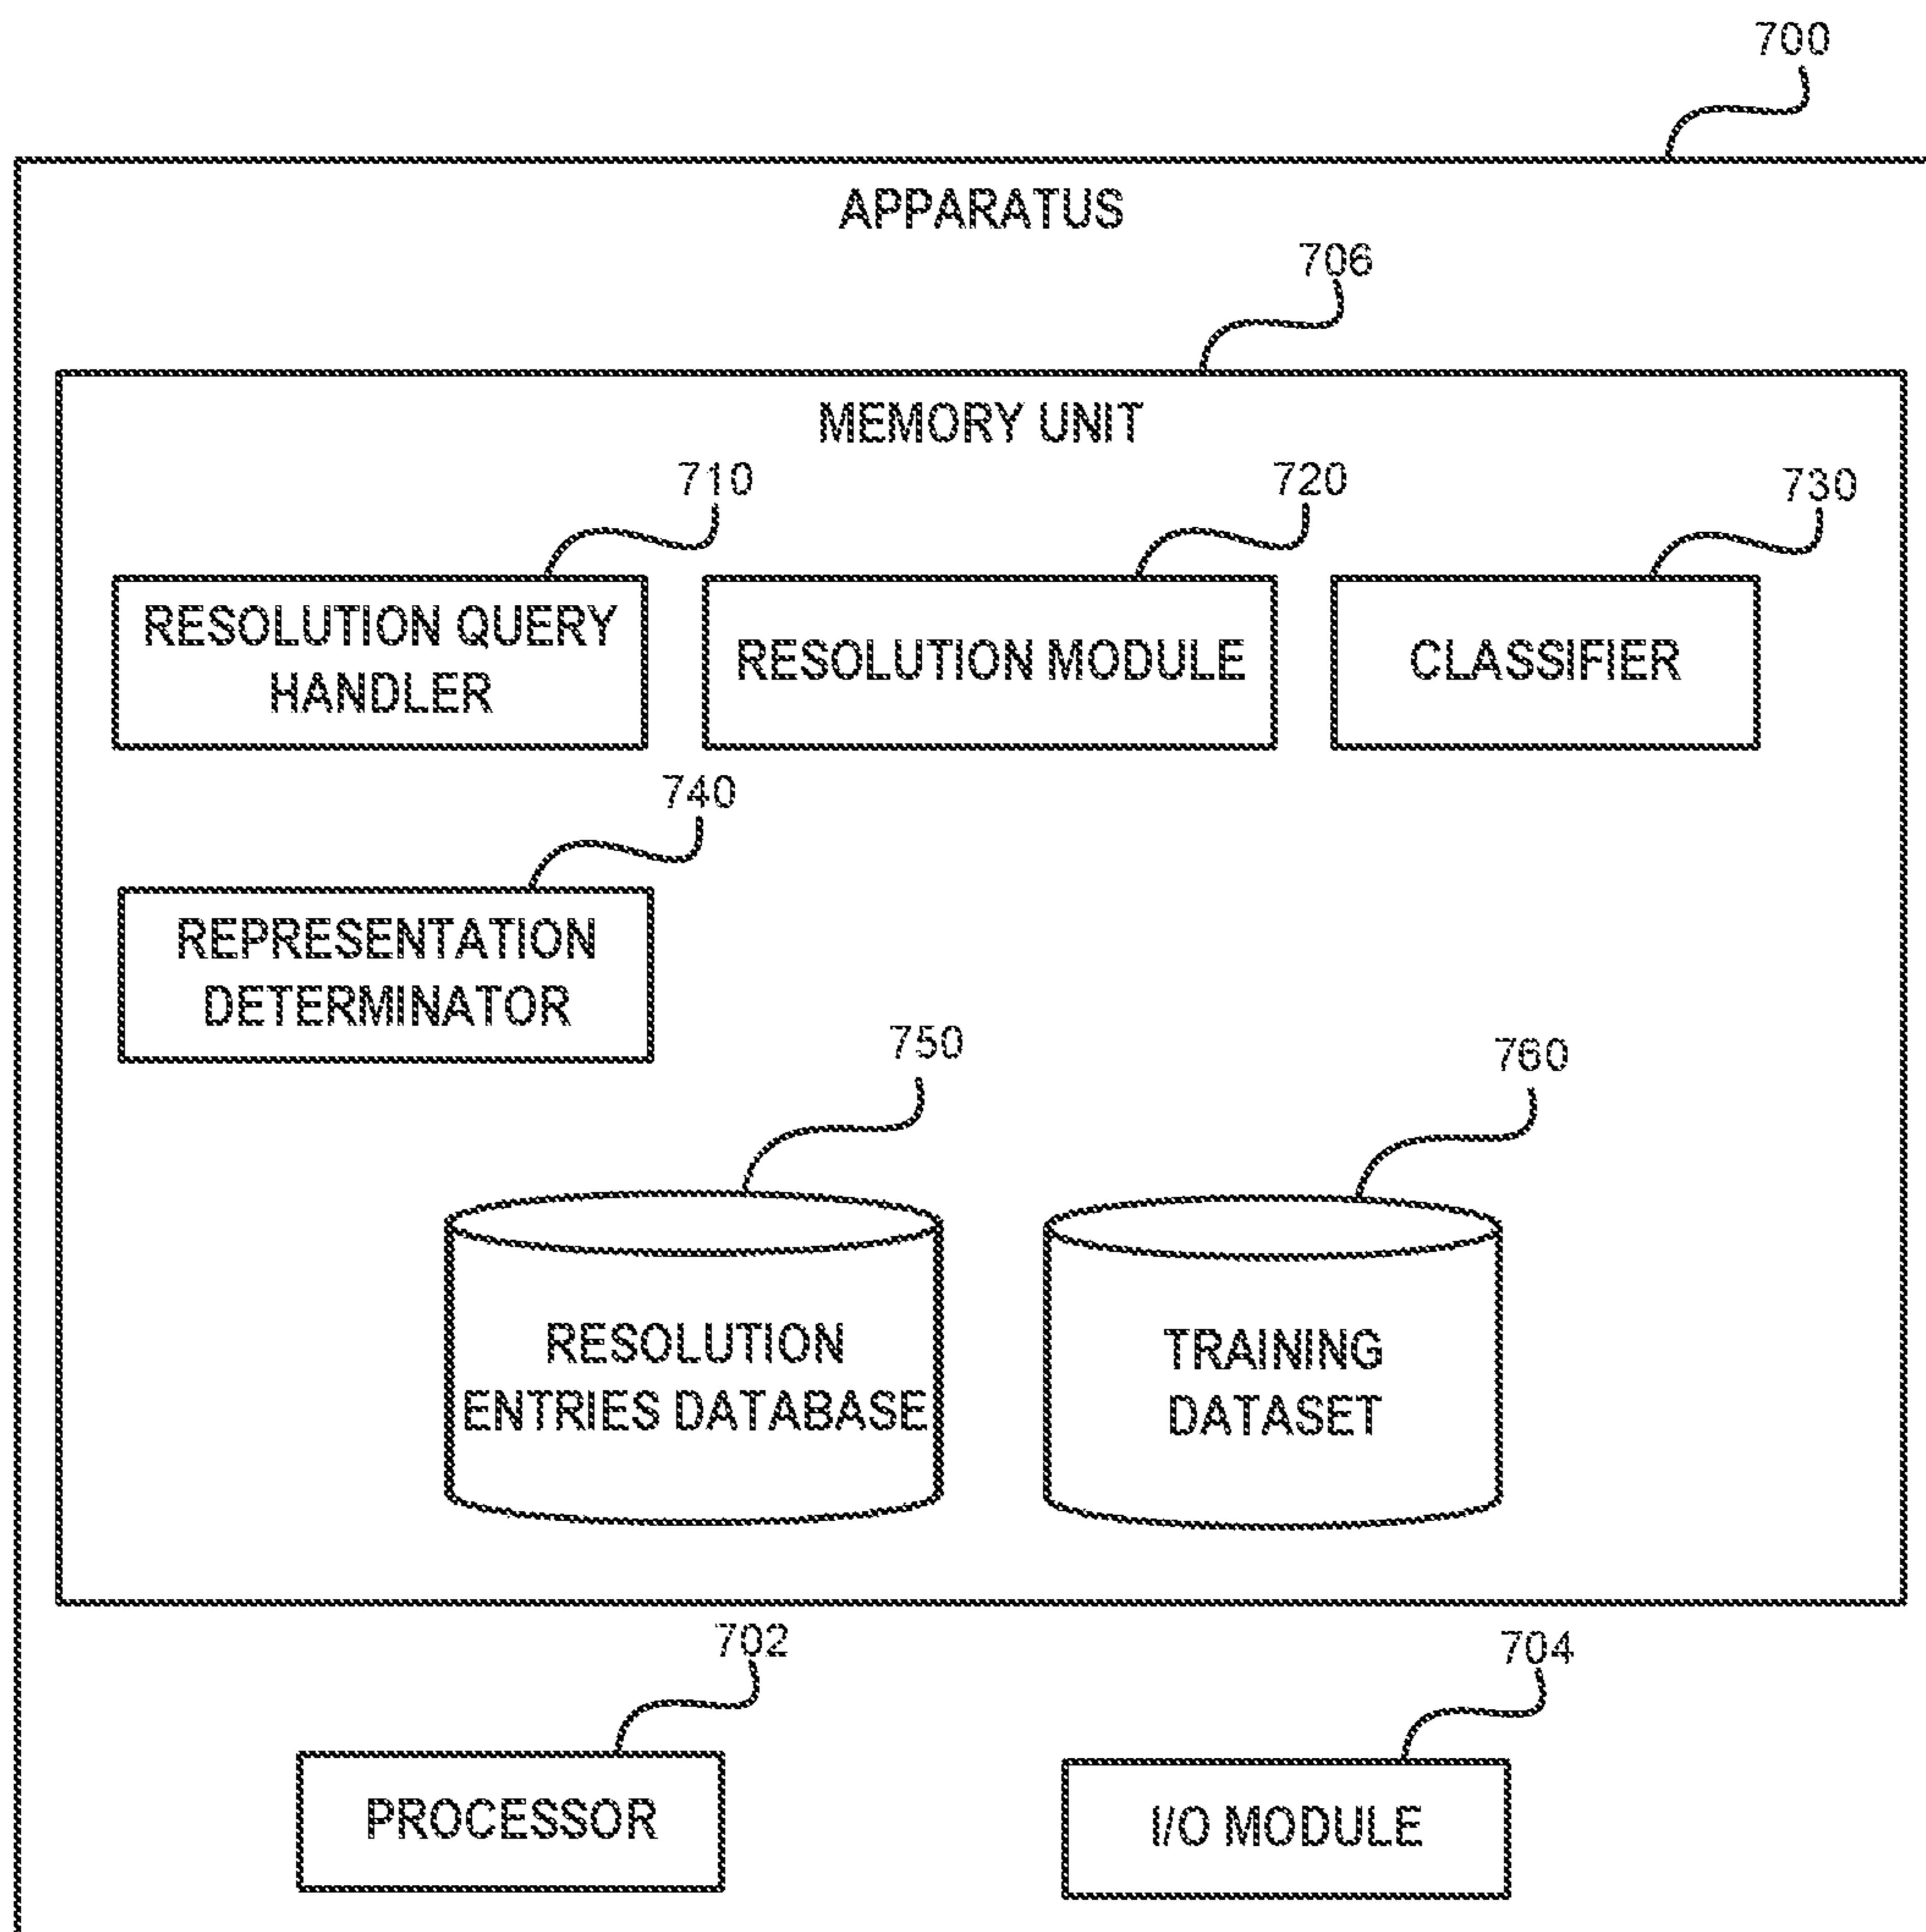 700
APPARATUS
706
MEMORY UNIT
710
720
730
RESOLUTION QUERY
HANDLER
RESOLUTION MODULE
CLASSIFIER
740
REPRESENTATION
DETERMINATOR
750
760
RESOLUTION
ENTRIES DATABASE
TRAINING
DATASET
702
704
PROCESSOR
I/O MODULE